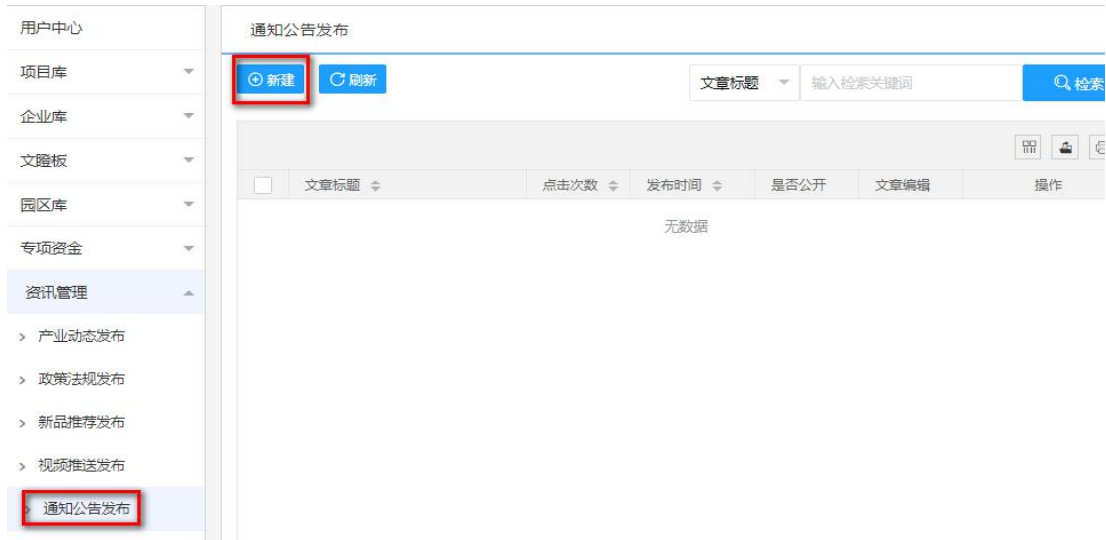 用户中心
项目库
企业库
文瞪板
园区库
专项资金
资讯管理
产业动态发布
政策法规发布
新品推荐发布
视频推送发布
通知公告发布
通知公告发布
新建 刷新 文章标题 输入检索关键词 检索
文章标题 点击次数 发布时间 是否公开 文章编辑 操作
无数据